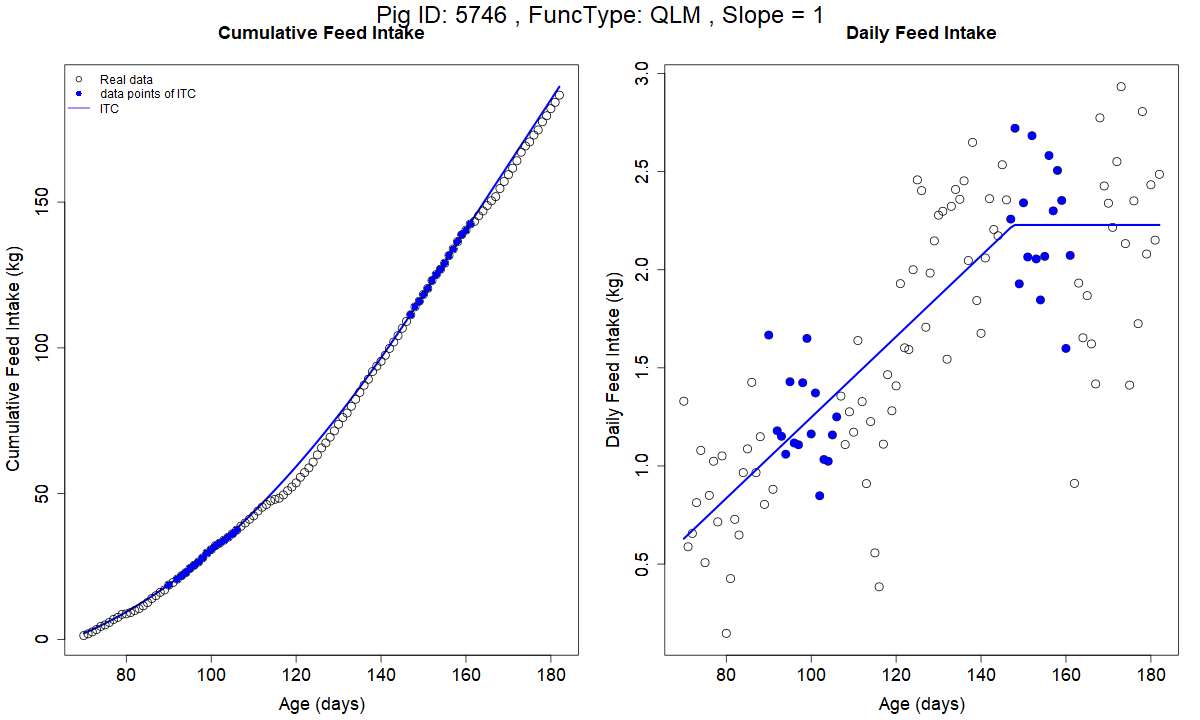 Pig ID: 5746 , FuncType: QLM , Slope = 1
Cumulative Feed Intake
Real data
data points of ITC
ITC
Cumulative Feed Intake (kg)
0
50
100
150
80
100
120
140
160
180
Age (days)
Daily Feed Intake
Daily Feed Intake (kg)
0.5
1.0
1.5
2.0
2.5
3.0
80
100
120
140
160
180
Age (days)